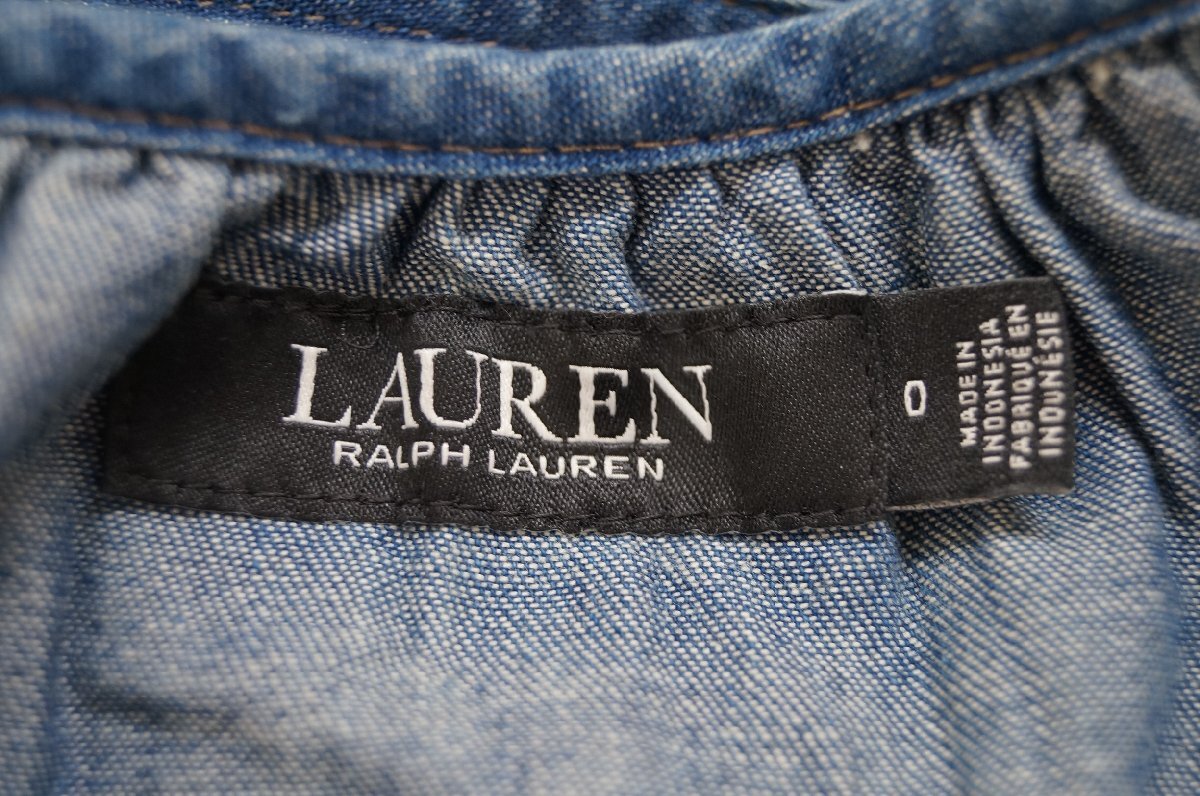 LAUREN
RALPH LAUREN
0
MADE IN
INDONESIA
FABRIQUÉ EN
INDONÉSIE